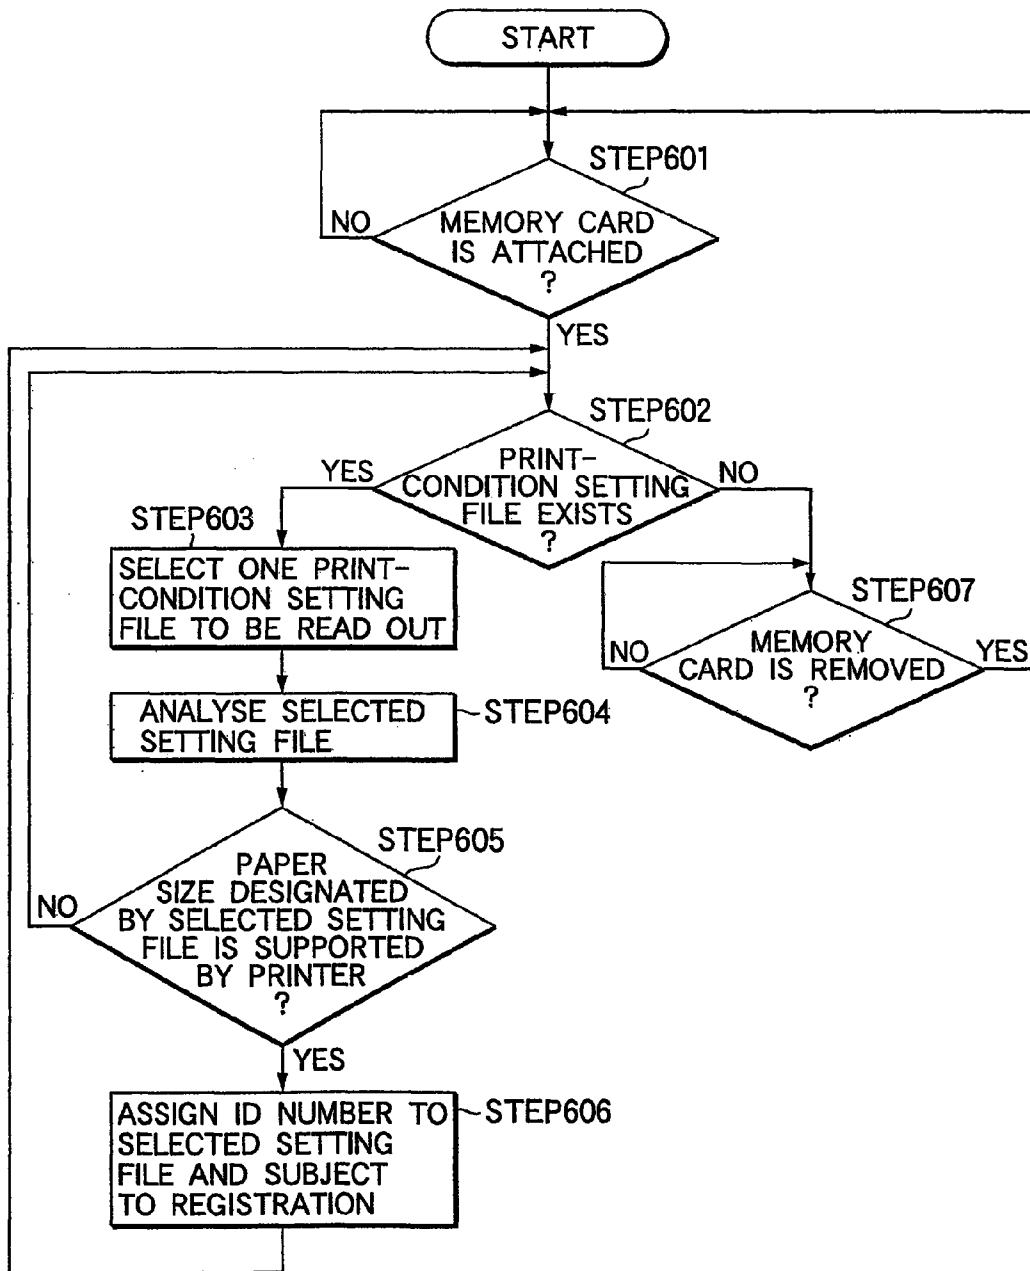 START
STEP601
NO
MEMORY CARD
IS ATTACHED
?
YES
STEP602
YES
PRINT-
CONDITION SETTING
FILE EXISTS
?
NO
STEP603
SELECT ONE PRINT-
CONDITION SETTING
FILE TO BE READ OUT
STEP607
NO
MEMORY
CARD IS REMOVED
?
YES
ANALYSE SELECTED
SETTING FILE
STEP604
STEP605
NO
PAPER
SIZE DESIGNATED
BY SELECTED SETTING
FILE IS SUPPORTED
BY PRINTER
?
YES
ASSIGN ID NUMBER TO
SELECTED SETTING
FILE AND SUBJECT
TO REGISTRATION
STEP606